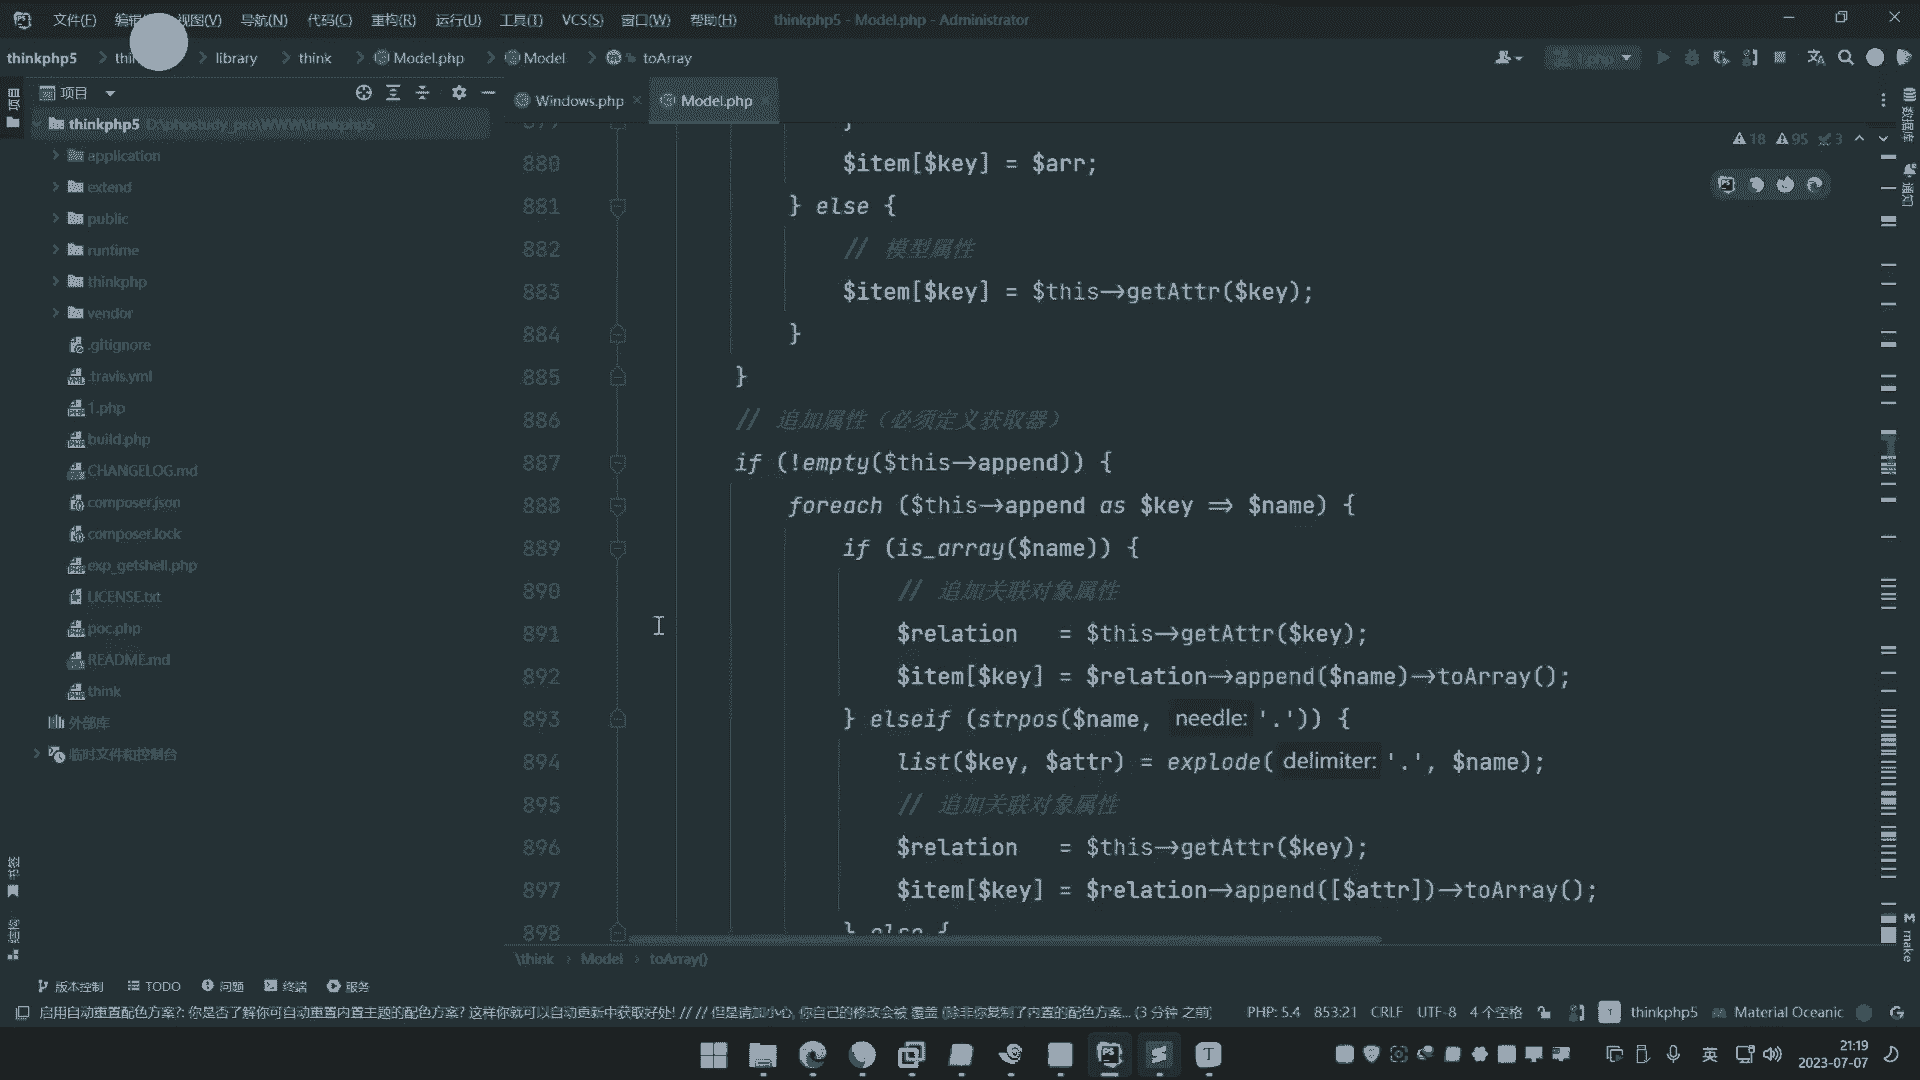 文件(F) 视图(V) 导航(N) 代码(C) 重构(R) 运行(U) 工具(T) VCS(S) 窗口(W) 帮助(H) thinkphp5 - Model.php - Administrator
thinkphp5 library think Model.php Model toArray
项目
项目
Windows.php Model.php
thinkphp5 D:\phpstudy_pro\WWW\thinkphp5
application
extend
public
runtime
thinkphp
vendor
.gitignore
.travis.yml
1.php
build.php
CHANGELOG.md
composer.json
composer.lock
exp_getshell.php
LICENSE.txt
poc.php
README.md
think
外部库
临时文件和控制台
18 95 3
880 $item[$key] = $arr;
881 } else {
882 // 模型属性
883 $item[$key] = $this->getAttr($key);
884 }
885 }
886 // 追加属性（必须定义获取器）
887 if (!empty($this->append)) {
888 foreach ($this->append as $key => $name) {
889 if (is_array($name)) {
890 // 追加关联对象属性
891 $relation = $this->getAttr($key);
892 $item[$key] = $relation->append($name)->toArray();
893 } elseif (strpos($name, needle: '.')) {
894 list($key, $attr) = explode( delimiter: '.', $name);
895 // 追加关联对象属性
896 $relation = $this->getAttr($key);
897 $item[$key] = $relation->append([$attr])->toArray();
898 } else {
\think Model toArray()
数据库
通知
make
书签
结构
版本控制 TODO 问题 终端 服务
启用自动重置配色方案?: 你是否了解你可自动重置内置主题的配色方案? 这样你就可以自动更新中获取好处! // // 但是请加小心, 你自己的修改会被 覆盖 (除非你复制了内置的配色方案... (3 分钟 之前)
PHP: 5.4 853:21 CRLF UTF-8 4 个空格 thinkphp5 Material Oceanic
英
21:19
2023-07-07